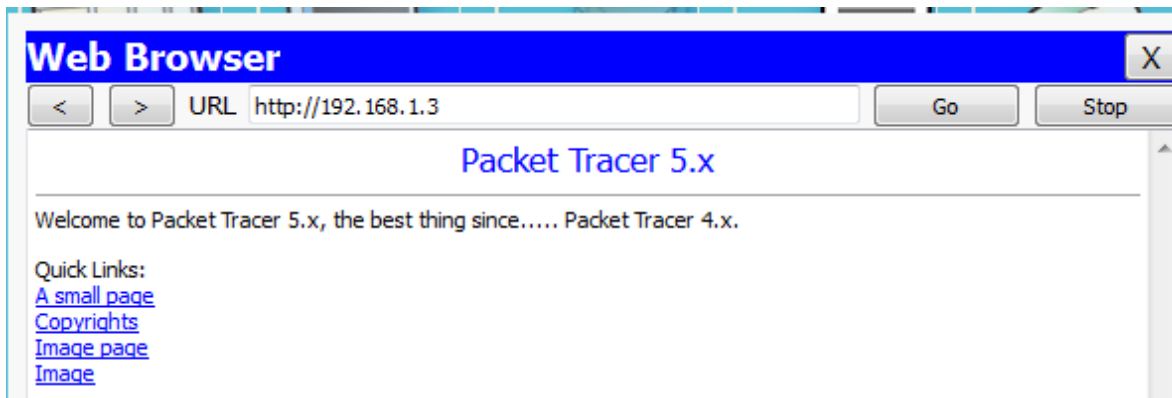 Web Browser X
< > URL http://192.168.1.3 Go Stop
Packet Tracer 5.x
Welcome to Packet Tracer 5.x, the best thing since..... Packet Tracer 4.x.
Quick Links:
A small page
Copyrights
Image page
Image